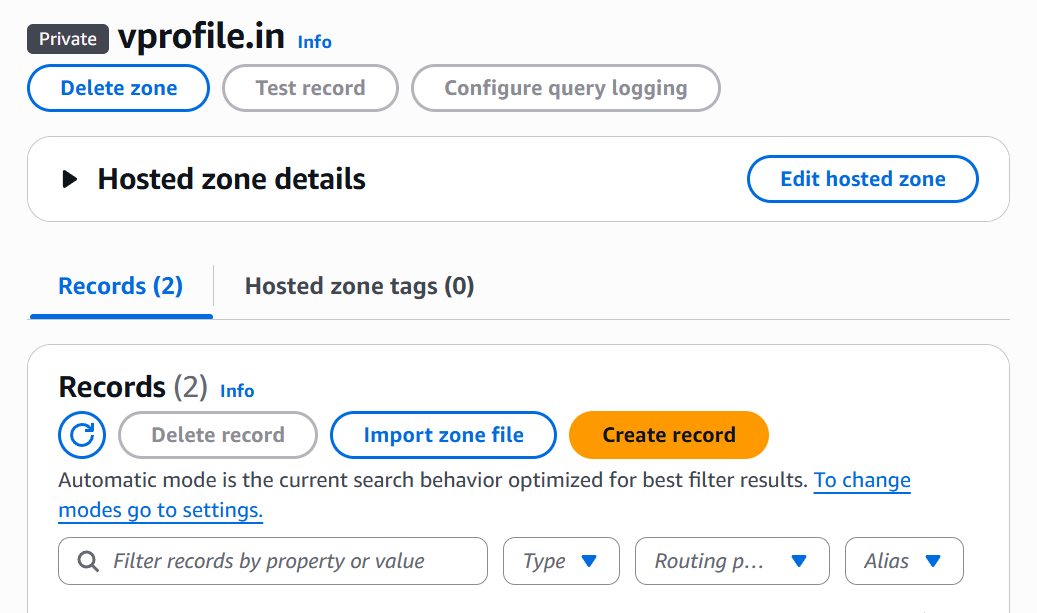 Private vprofile.in Info
Delete zone Test record Configure query logging
Hosted zone details Edit hosted zone
Records (2) Hosted zone tags (0)
Records (2) Info
Delete record Import zone file Create record
Automatic mode is the current search behavior optimized for best filter results. To change
modes go to settings.
Filter records by property or value Type Routing p... Alias